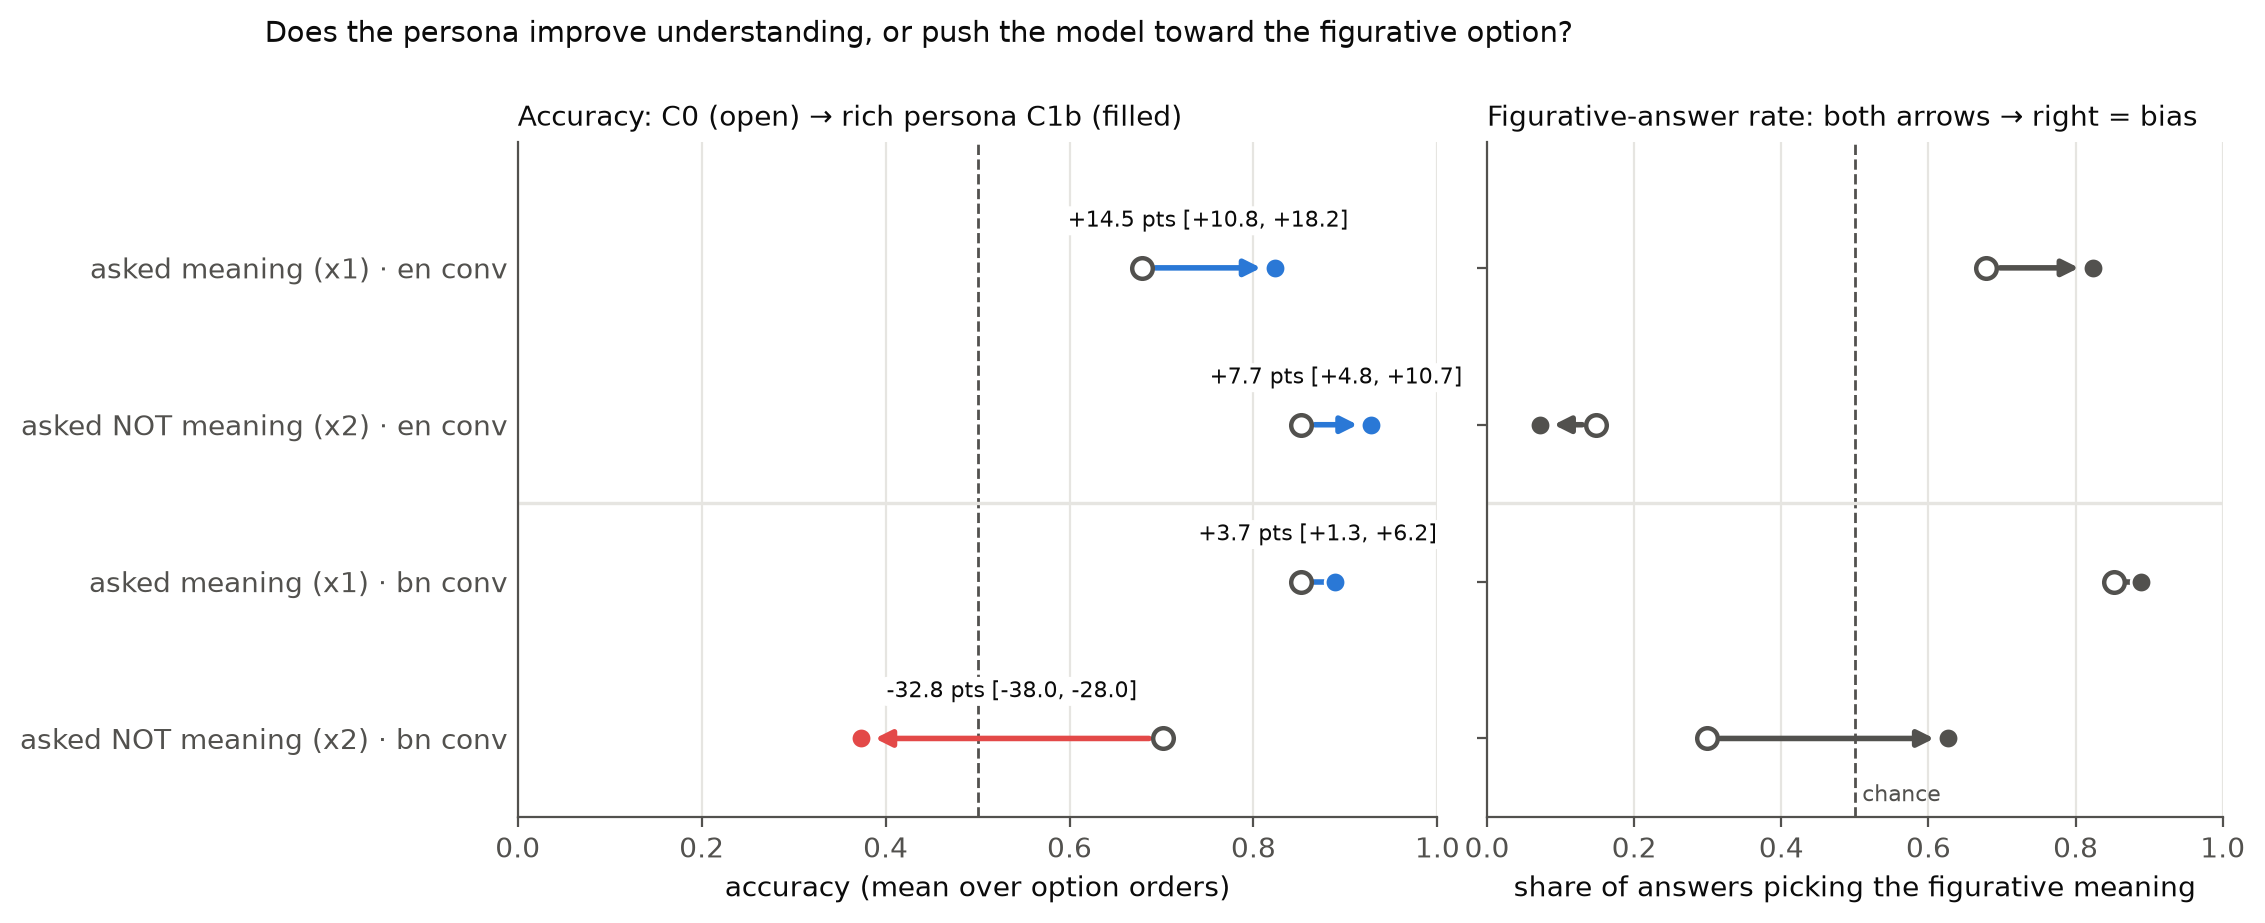 Does the persona improve understanding, or push the model toward the figurative option?
Accuracy: C0 (open) → rich persona C1b (filled)
Figurative-answer rate: both arrows → right = bias
+14.5 pts [+10.8, +18.2]
asked meaning (x1) · en conv
+7.7 pts [+4.8, +10.7]
asked NOT meaning (x2) · en conv
+3.7 pts [+1.3, +6.2]
asked meaning (x1) · bn conv
-32.8 pts [-38.0, -28.0]
asked NOT meaning (x2) · bn conv
chance
0.0 0.2 0.4 0.6 0.8 1.0
0.0 0.2 0.4 0.6 0.8 1.0
accuracy (mean over option orders)
share of answers picking the figurative meaning